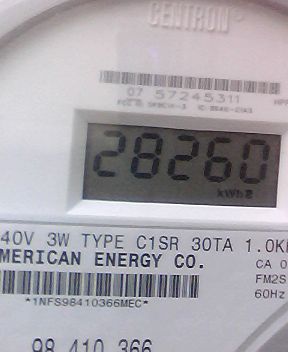 CENTRON
07 57245311
28260
kWh
40V 3W TYPE C1SR 30TA 1.0K
MERICAN ENERGY CO.
CA 0
FM2S
60Hz
*1NFS98410366MEC*
98 410 366